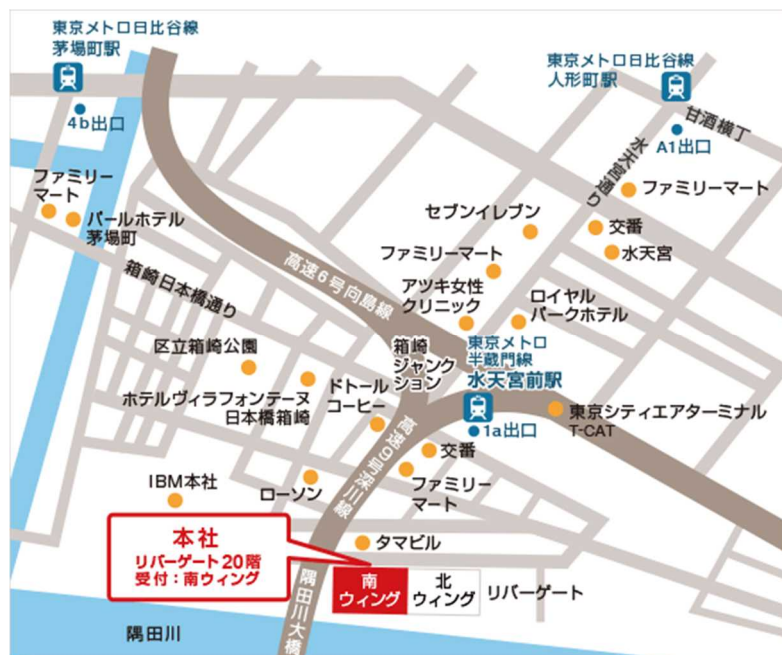 東京メトロ日比谷線
茅場町駅
4b出口
東京メトロ日比谷線
人形町駅
甘酒横丁
A1出口
水天宮通り
ファミリー
マート
パールホテル
茅場町
箱崎日本橋通り
高速6号向島線
セブンイレブン
ファミリーマート
交番
水天宮
ファミリーマート
アツキ女性
クリニック
ロイヤル
パークホテル
箱崎
ジャンク
ション
東京メトロ
半蔵門線
水天宮前駅
1a出口
東京シティエアターミナル
T-CAT
区立箱崎公園
ホテルヴィラフォンテーヌ
日本橋箱崎
ドトール
コーヒー
高速9号深川線
交番
ファミリー
マート
IBM本社
ローソン
タマビル
本社
リバーゲート20階
受付：南ウィング
南
ウィング
北
ウィング
リバーゲート
隅田川大橋
隅田川